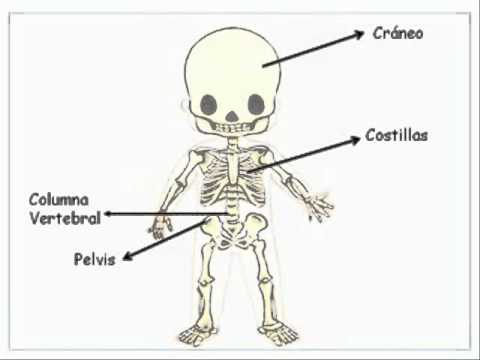 Cráneo
Costillas
Columna
Vertebral
Pelvis